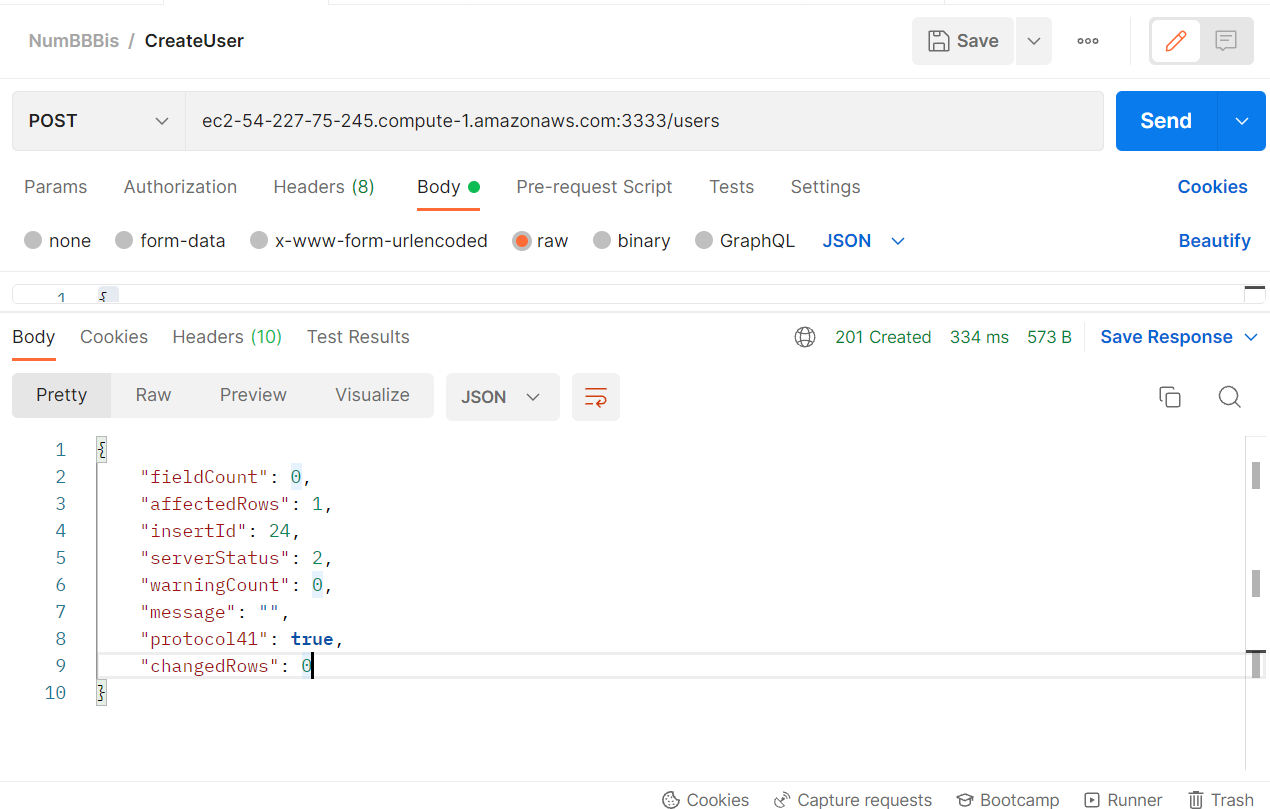 NumBBBis / CreateUser Save
POST ec2-54-227-75-245.compute-1.amazonaws.com:3333/users Send
Params Authorization Headers (8) Body Pre-request Script Tests Settings Cookies
none form-data x-www-form-urlencoded raw binary GraphQL JSON Beautify
1 {
Body Cookies Headers (10) Test Results 201 Created 334 ms 573 B Save Response
Pretty Raw Preview Visualize JSON
1 {
2 "fieldCount": 0,
3 "affectedRows": 1,
4 "insertId": 24,
5 "serverStatus": 2,
6 "warningCount": 0,
7 "message": "",
8 "protocol41": true,
9 "changedRows": 0
10 }
Cookies Capture requests Bootcamp Runner Trash